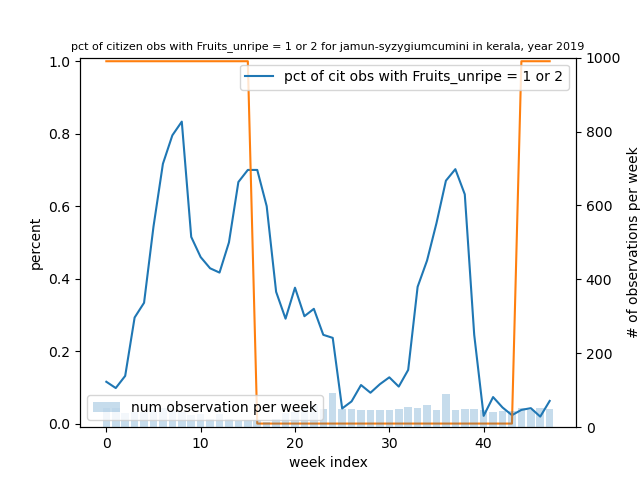 pct of citizen obs with Fruits_unripe = 1 or 2 for jamun-syzygiumcumini in kerala, year 2019
pct of cit obs with Fruits_unripe = 1 or 2
num observation per week
percent
1.0
0.8
0.6
0.4
0.2
0.0
0
10
20
30
40
week index
1000
800
600
400
200
0
# of observations per week